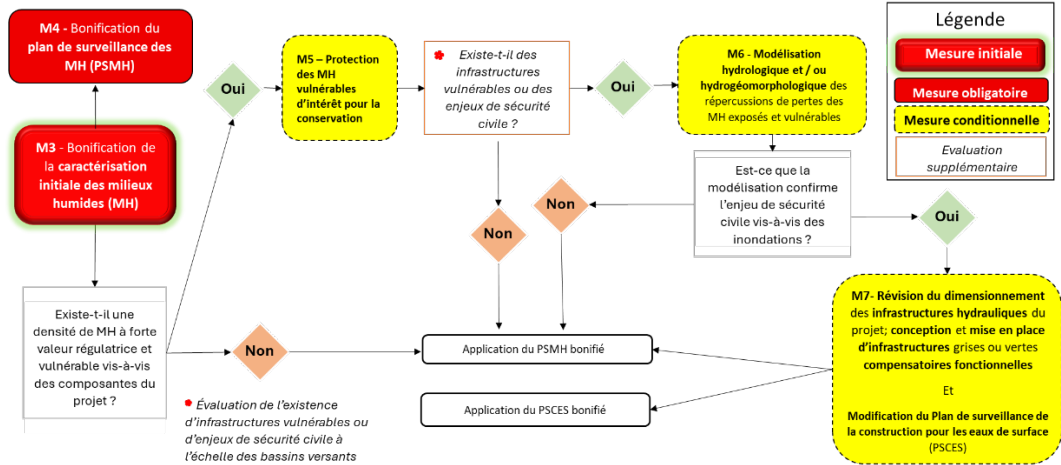 M4 - Bonification du
plan de surveillance des
MH (PSMH)
M3 - Bonification de
la caractérisation
initiale des milieux
humides (MH)
Existe-t-il une
densité de MH à forte
valeur régulatrice et
vulnérable vis-à-vis
des composantes du
projet ?
Oui
Non
M5 – Protection des
MH
vulnérables
d'intérêt pour la
conservation
Existe-t-il des
infrastructures
vulnérables ou des
enjeux de sécurité
civile ?
Oui
Non
M6 - Modélisation
hydrologique et / ou
hydrogéomorphologique des
répercussions de pertes des
MH exposés et vulnérables
Est-ce que la
modélisation confirme
l'enjeu de sécurité
civile vis-à-vis des
inondations ?
Non
Oui
M7- Révision du dimensionnement
des infrastructures hydrauliques du
projet; conception et mise en place
d'infrastructures grises ou vertes
compensatoires fonctionnelles
Et
Modification du Plan de surveillance de
la construction pour les eaux de surface
(PSCES)
Application du PSMH bonifié
Application du PSCES bonifié
Évaluation de l'existence
d'infrastructures vulnérables ou
d'enjeux de sécurité civile à
l'échelle des bassins versants
Légende
Mesure initiale
Mesure obligatoire
Mesure conditionnelle
Evaluation
supplémentaire